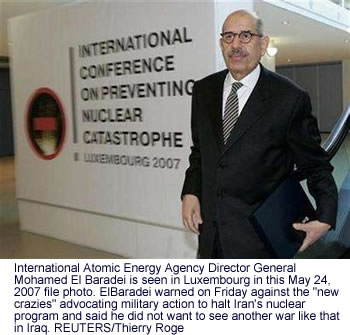 INTERNATIONAL
CONFERENCE
ON PREVENTING
NUCLEAR
CATASTROPHE
LUXEMBOURG 2007
International Atomic Energy Agency Director General
Mohamed El Baradei is seen in Luxembourg in this May 24,
2007 file photo. ElBaradei warned on Friday against the "new
crazies" advocating military action to halt Iran's nuclear
program and said he did not want to see another war like that
in Iraq. REUTERS/Thierry Roge